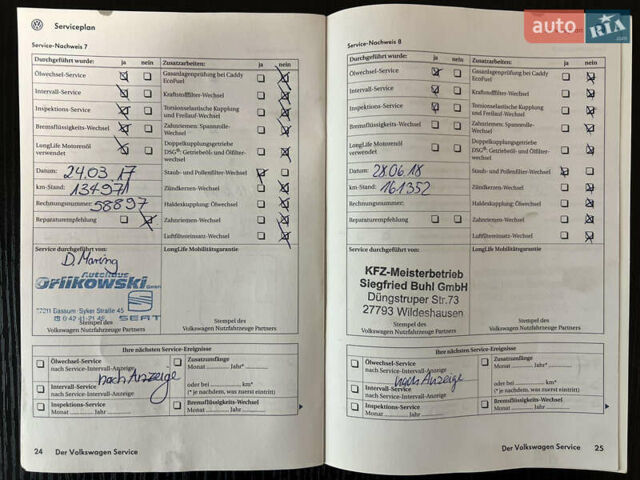 Serviceplan
Service-Nachweis 7
Durchgeführt wurde: ja nein Zusatzarbeiten: ja nein
Ölwechsel-Service
Gasanlagenprüfung bei Caddy
EcoFuel
Intervall-Service
Kraftstofffilter-Wechsel
Inspektions-Service
Torsionselastische Kupplung
und Freilauf-Wechsel
Bremsflüssigkeits-Wechsel
Zahnriemen: Spannrolle-
Wechsel
LongLife Motorenöl
verwendet
Doppelkupplungsgetriebe
DSG®: Getriebeöl- und Ölfilter-
wechsel
Datum: 24.03.17
Staub- und Pollenfilter-Wechsel
km-Stand: 134971
Zündkerzen-Wechsel
Rechnungsnummer: 58897
Haldexkupplung: Ölwechsel
Reparaturempfehlung
Zahnriemen-Wechsel
Luftfiltereinsatz-Wechsel
Service durchgeführt von:
LongLife Mobilitätsgarantie
D. Maring
Autohaus
Orlikowski GmbH
27211 Bassum · Syker Straße 45
SEAT
Stempel des
Volkswagen Nutzfahrzeuge Partners
Stempel des
Volkswagen Nutzfahrzeuge Partners
Ihre nächsten Service-Ereignisse
Ölwechsel-Service
nach Service-Intervall-Anzeige
Zusatzumfänge
Monat Jahr*
nach Anzeige
Intervall-Service
nach Service-Intervall-Anzeige
oder bei km*
(* je nachdem, was zuerst eintritt)
Inspektions-Service
Monat Jahr
Bremsflüssigkeits-Wechsel
Monat Jahr
24 Der Volkswagen Service
auto RIA.com
Service-Nachweis 8
Durchgeführt wurde: ja nein Zusatzarbeiten: ja nein
Ölwechsel-Service
Gasanlagenprüfung bei Caddy
EcoFuel
Intervall-Service
Kraftstofffilter-Wechsel
Inspektions-Service
Torsionselastische Kupplung
und Freilauf-Wechsel
Bremsflüssigkeits-Wechsel
Zahnriemen: Spannrolle-
Wechsel
LongLife Motorenöl
verwendet
Doppelkupplungsgetriebe
DSG®: Getriebeöl- und Ölfilter-
wechsel
Datum: 28.06.18
Staub- und Pollenfilter-Wechsel
km-Stand: 161352
Zündkerzen-Wechsel
Rechnungsnummer:
Haldexkupplung: Ölwechsel
Reparaturempfehlung
Zahnriemen-Wechsel
Luftfiltereinsatz-Wechsel
Service durchgeführt von:
LongLife Mobilitätsgarantie
KFZ-Meisterbetrieb
Siegfried Buhl GmbH
Düngstruper Str.73
27793 Wildeshausen
Stempel des
Volkswagen Nutzfahrzeuge Partners
Stempel des
Volkswagen Nutzfahrzeuge Partners
Ihre nächsten Service-Ereignisse
Ölwechsel-Service
nach Service-Intervall-Anzeige
Zusatzumfänge
Monat Jahr*
nach Anzeige
Intervall-Service
nach Service-Intervall-Anzeige
oder bei km*
(* je nachdem, was zuerst eintritt)
Inspektions-Service
Monat Jahr
Bremsflüssigkeits-Wechsel
Monat Jahr
Der Volkswagen Service 25